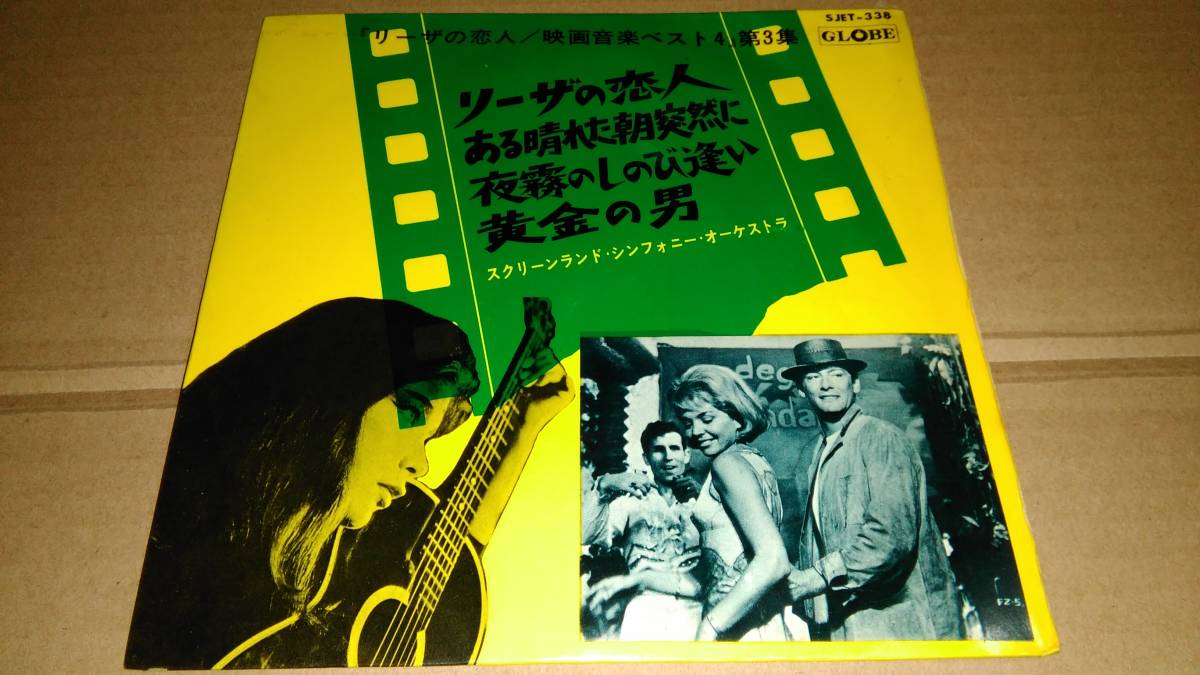 SJET-338
GLOBE
『リーザの恋人／映画音楽ベスト4』第3集
リーザの恋人
ある晴れた朝突然に
夜霧のしのび逢い
黄金の男
スクリーンランド・シンフォニー・オーケストラ
deg
nda
FZ-5.